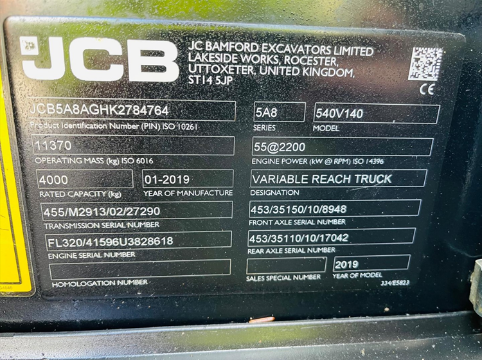 JCB
JC BAMFORD EXCAVATORS LIMITED
LAKESIDE WORKS, ROCESTER,
UTTOXETER, UNITED KINGDOM,
ST14 5JP
JCB5A8AGHK2784764
Product Identification Number (PIN) ISO 10261
5A8 540V140
SERIES MODEL
11370
OPERATING MASS (kg) ISO 6016
55@2200
ENGINE POWER (kW @ RPM) ISO 14396
4000 01-2019
RATED CAPACITY (kg) YEAR OF MANUFACTURE
VARIABLE REACH TRUCK
DESIGNATION
455/M2913/02/27290
TRANSMISSION SERIAL NUMBER
453/35150/10/8948
FRONT AXLE SERIAL NUMBER
FL320/41596U3828618
ENGINE SERIAL NUMBER
453/35110/10/17042
REAR AXLE SERIAL NUMBER
HOMOLOGATION NUMBER
2019
SALES SPECIAL NUMBER YEAR OF MODEL
334/E5823
CE